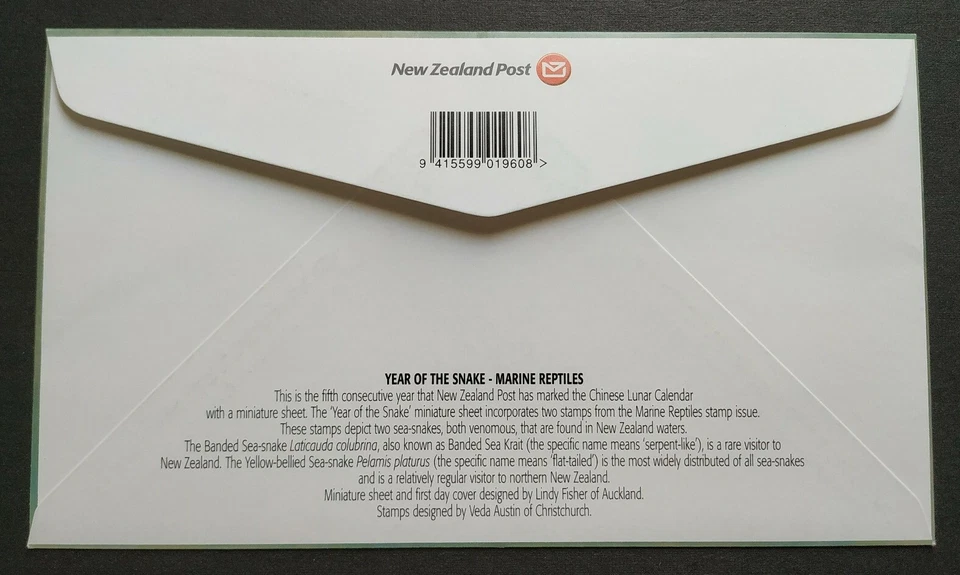 New Zealand Post
9 415599 019608 >
YEAR OF THE SNAKE - MARINE REPTILES
This is the fifth consecutive year that New Zealand Post has marked the Chinese Lunar Calendar
with a miniature sheet. The 'Year of the Snake' miniature sheet incorporates two stamps from the Marine Reptiles stamp issue.
These stamps depict two sea-snakes, both venomous, that are found in New Zealand waters.
The Banded Sea-snake Laticauda colubrina, also known as Banded Sea Krait (the specific name means 'serpent-like'), is a rare visitor to
New Zealand. The Yellow-bellied Sea-snake Pelamis platurus (the specific name means 'flat-tailed') is the most widely distributed of all sea-snakes
and is a relatively regular visitor to northern New Zealand.
Miniature sheet and first day cover designed by Lindy Fisher of Auckland.
Stamps designed by Veda Austin of Christchurch.